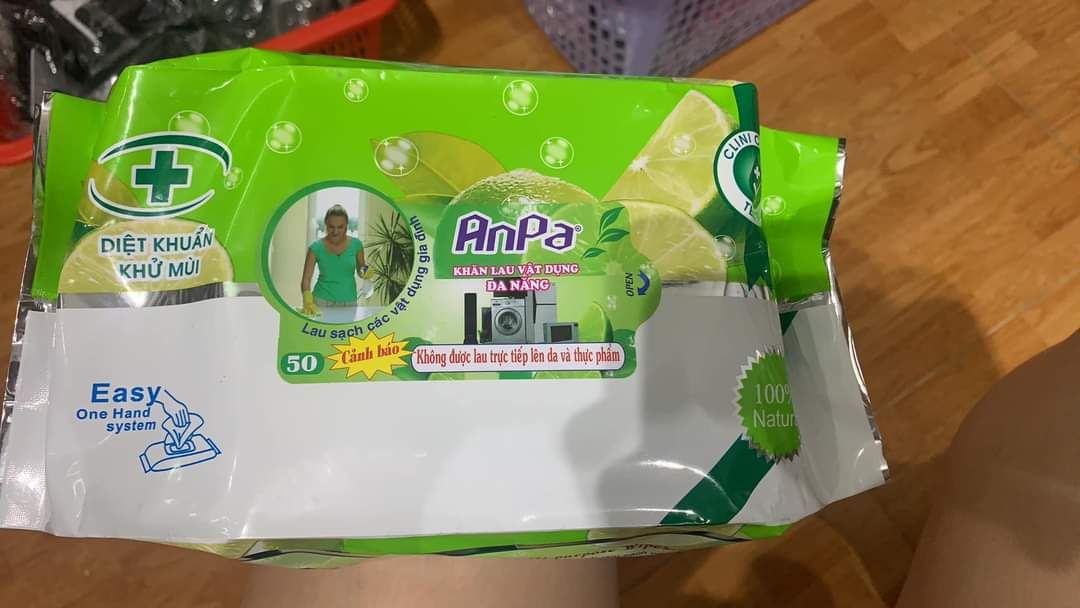 DIỆT KHUẨN
KHỬ MÙI
AnPa®
KHĂN LAU VẬT DỤNG
ĐA NĂNG
OPEN
Lau sạch các vật dụng gia đình
50
Cảnh báo
Không được lau trực tiếp lên da và thực phẩm
CLINI
Easy
One Hand
system
100%
Natur